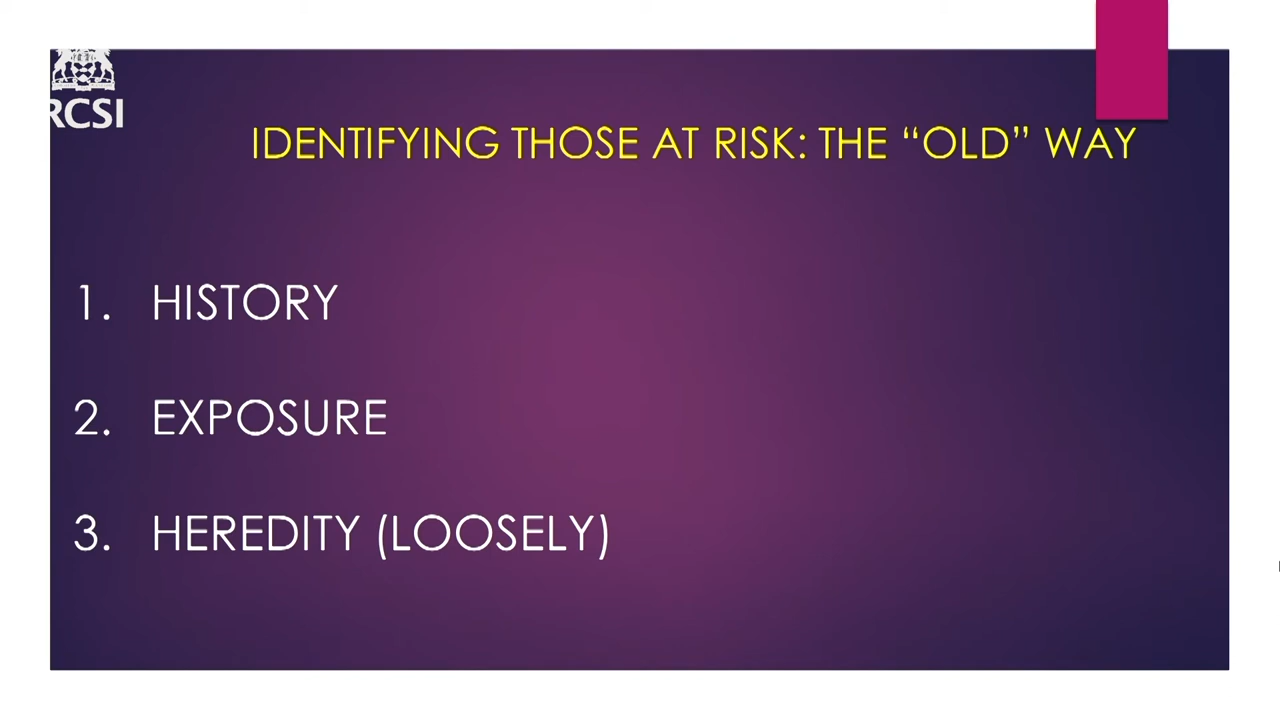 RCSI
IDENTIFYING THOSE AT RISK: THE “OLD” WAY
1. HISTORY
2. EXPOSURE
3. HEREDITY (LOOSELY)